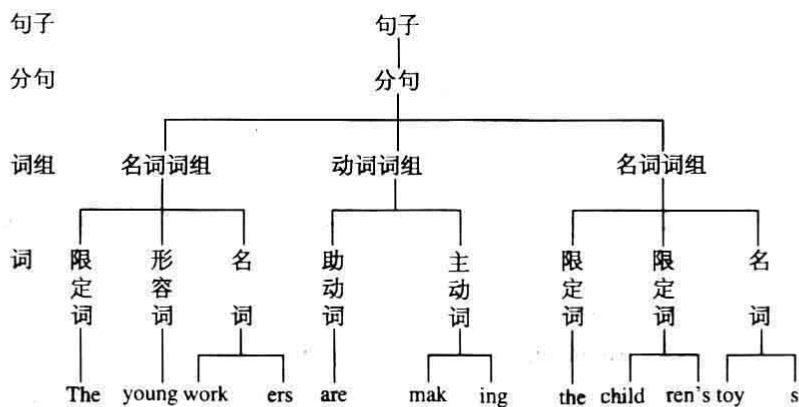 句子 句子
分句 分句
词组 名词词组 动词词组 名词词组
词 限定词 形容词 名词 助动词 主动词 限定词 限定词 名词
The young work ers are mak ing the child ren's toy s